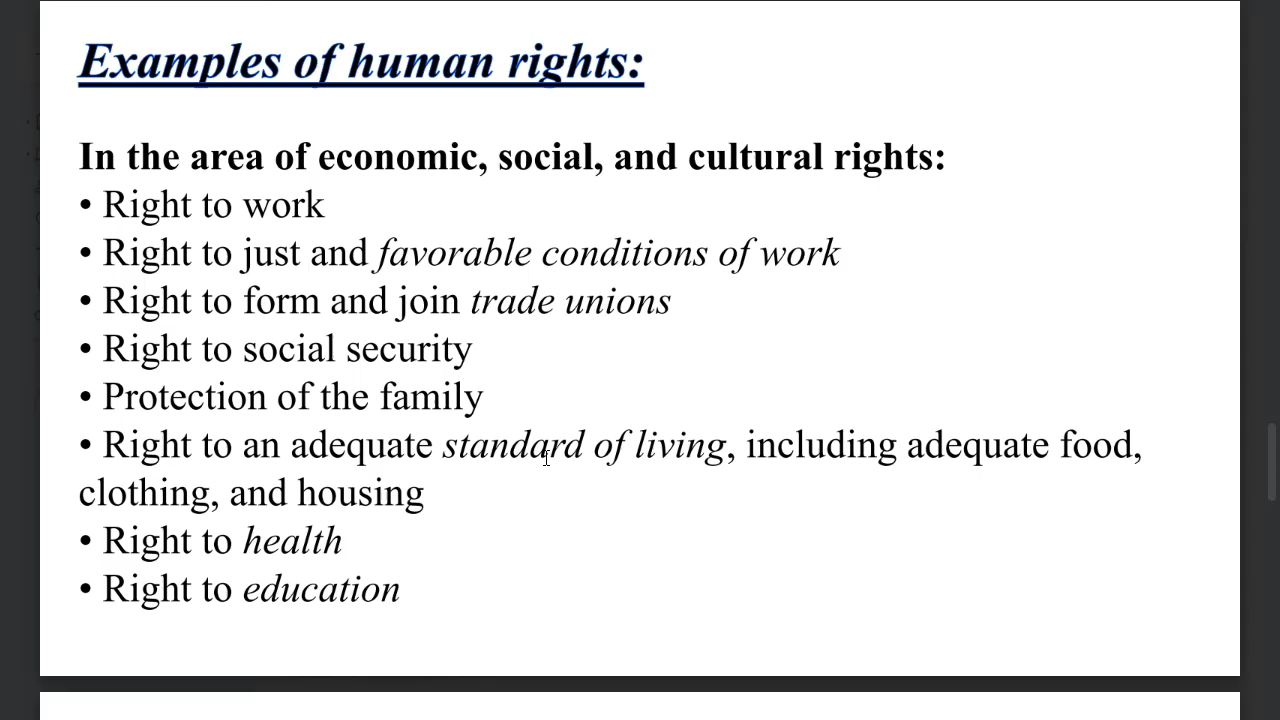 Examples of human rights:
In the area of economic, social, and cultural rights:
• Right to work
• Right to just and favorable conditions of work
• Right to form and join trade unions
• Right to social security
• Protection of the family
• Right to an adequate standard of living, including adequate food,
clothing, and housing
• Right to health
• Right to education